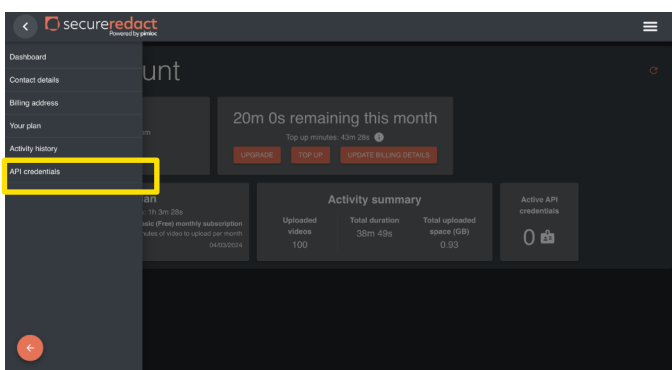 secureredact
Powered by pimloc
Dashboard
Contact details
Billing address
Your plan
Activity history
API credentials
unt
20m 0s remaining this month
Top up minutes: 43m 28s
UPGRADE TOP UP UPDATE BILLING DETAILS
an
1h 3m 28s
asic (Free) monthly subscription
nutes of video to upload per month
04/03/2024
Activity summary
Uploaded videos
100
Total duration
38m 49s
Total uploaded space (GB)
0.93
Active API credentials
0